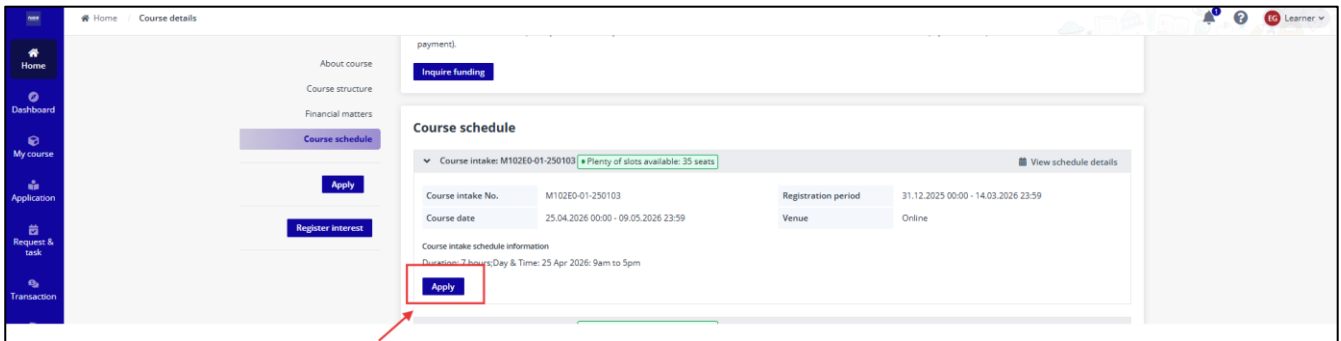 Home / Course details
1
EG Learner
Home
Dashboard
My course
Application
Request &
task
Transaction
About course
Course structure
Financial matters
Course schedule
Apply
Register interest
payment).
Inquire funding
Course schedule
Course intake: M102E0-01-250103 • Plenty of slots available: 35 seats View schedule details
Course intake No. M102E0-01-250103 Registration period 31.12.2025 00:00 - 14.03.2026 23:59
Course date 25.04.2026 00:00 - 09.05.2026 23:59 Venue Online
Course intake schedule information
Duration: 7 hours;Day & Time: 25 Apr 2026: 9am to 5pm
Apply